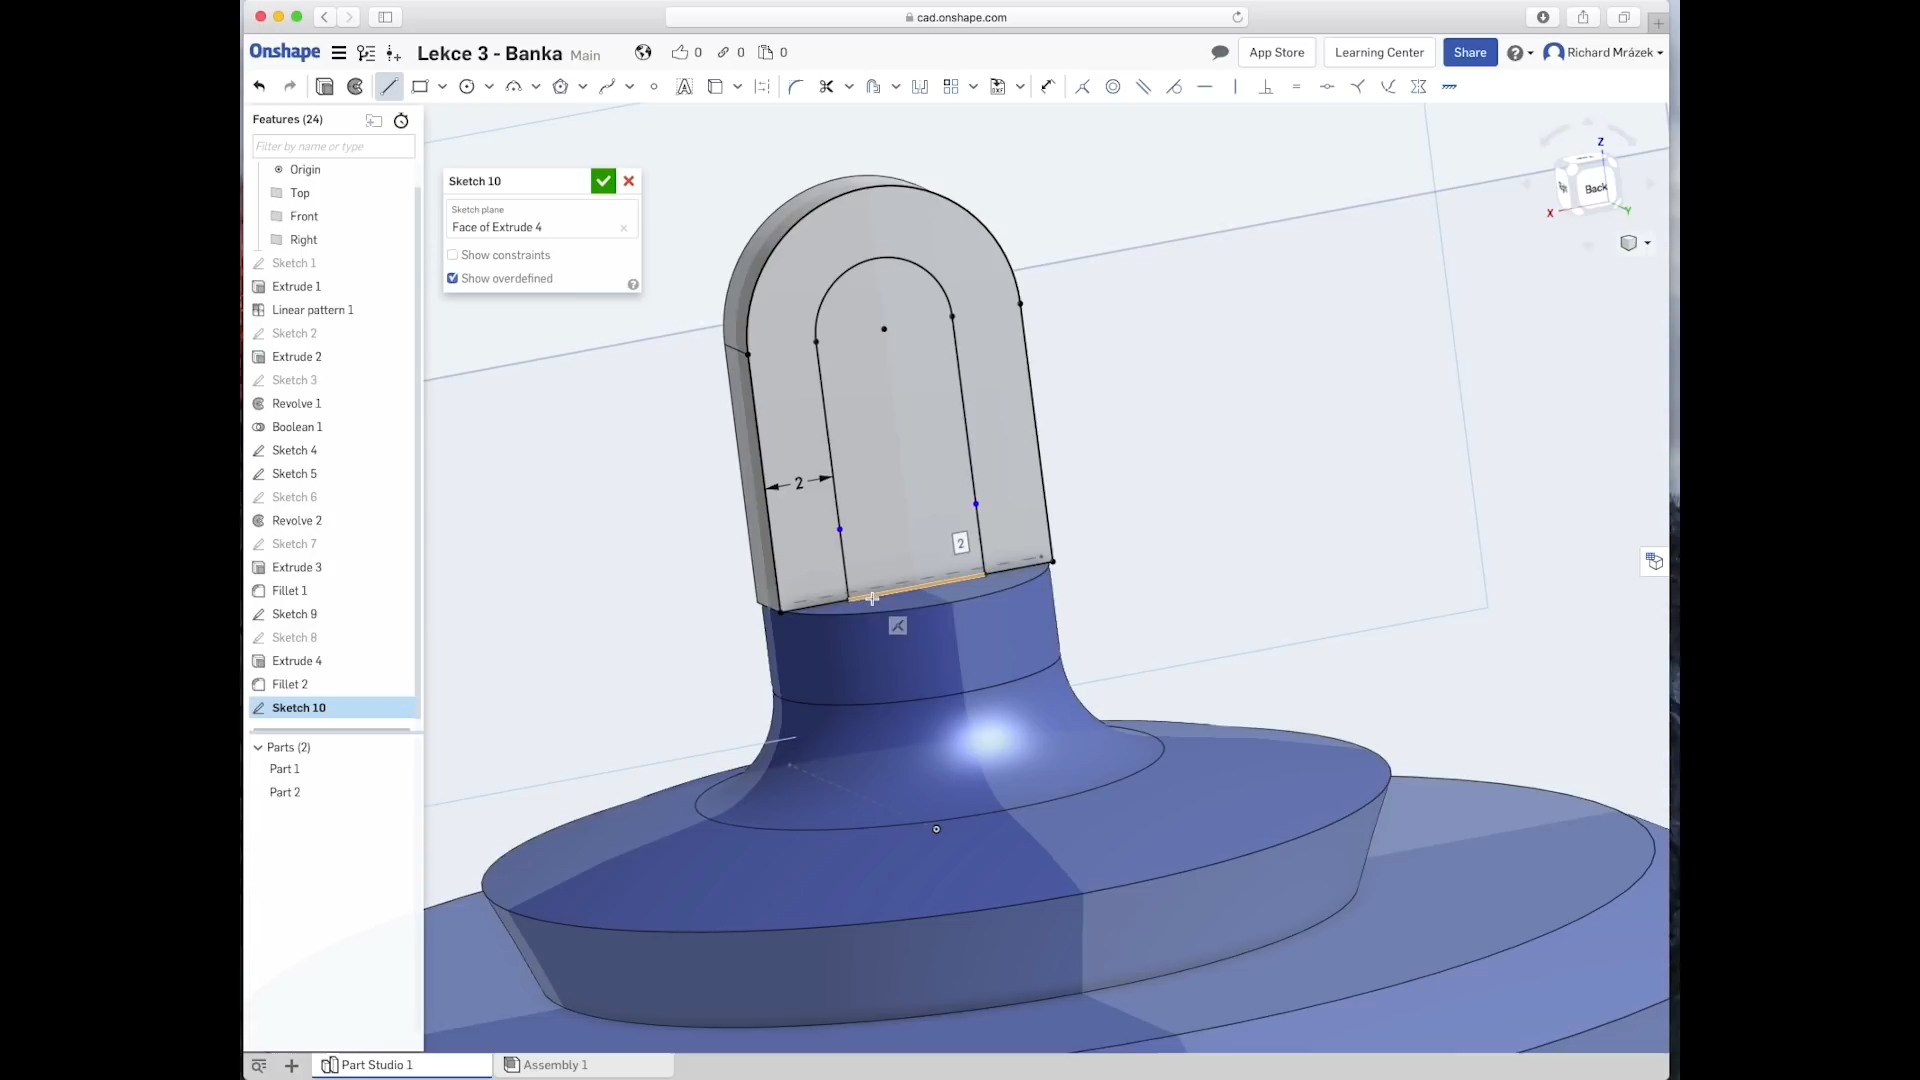 cad.onshape.com
Onshape
Lekce 3 - Banka Main
0
0
0
App Store
Learning Center
Share
Richard Mrázek
Features (24)
Filter by name or type
Origin
Top
Front
Right
Sketch 1
Extrude 1
Linear pattern 1
Sketch 2
Extrude 2
Sketch 3
Revolve 1
Boolean 1
Sketch 4
Sketch 5
Sketch 6
Revolve 2
Sketch 7
Extrude 3
Fillet 1
Sketch 9
Sketch 8
Extrude 4
Fillet 2
Sketch 10
Parts (2)
Part 1
Part 2
Sketch 10
Sketch plane
Face of Extrude 4
Show constraints
Show overdefined
2
2
Z
Back
X
Y
Part Studio 1
Assembly 1